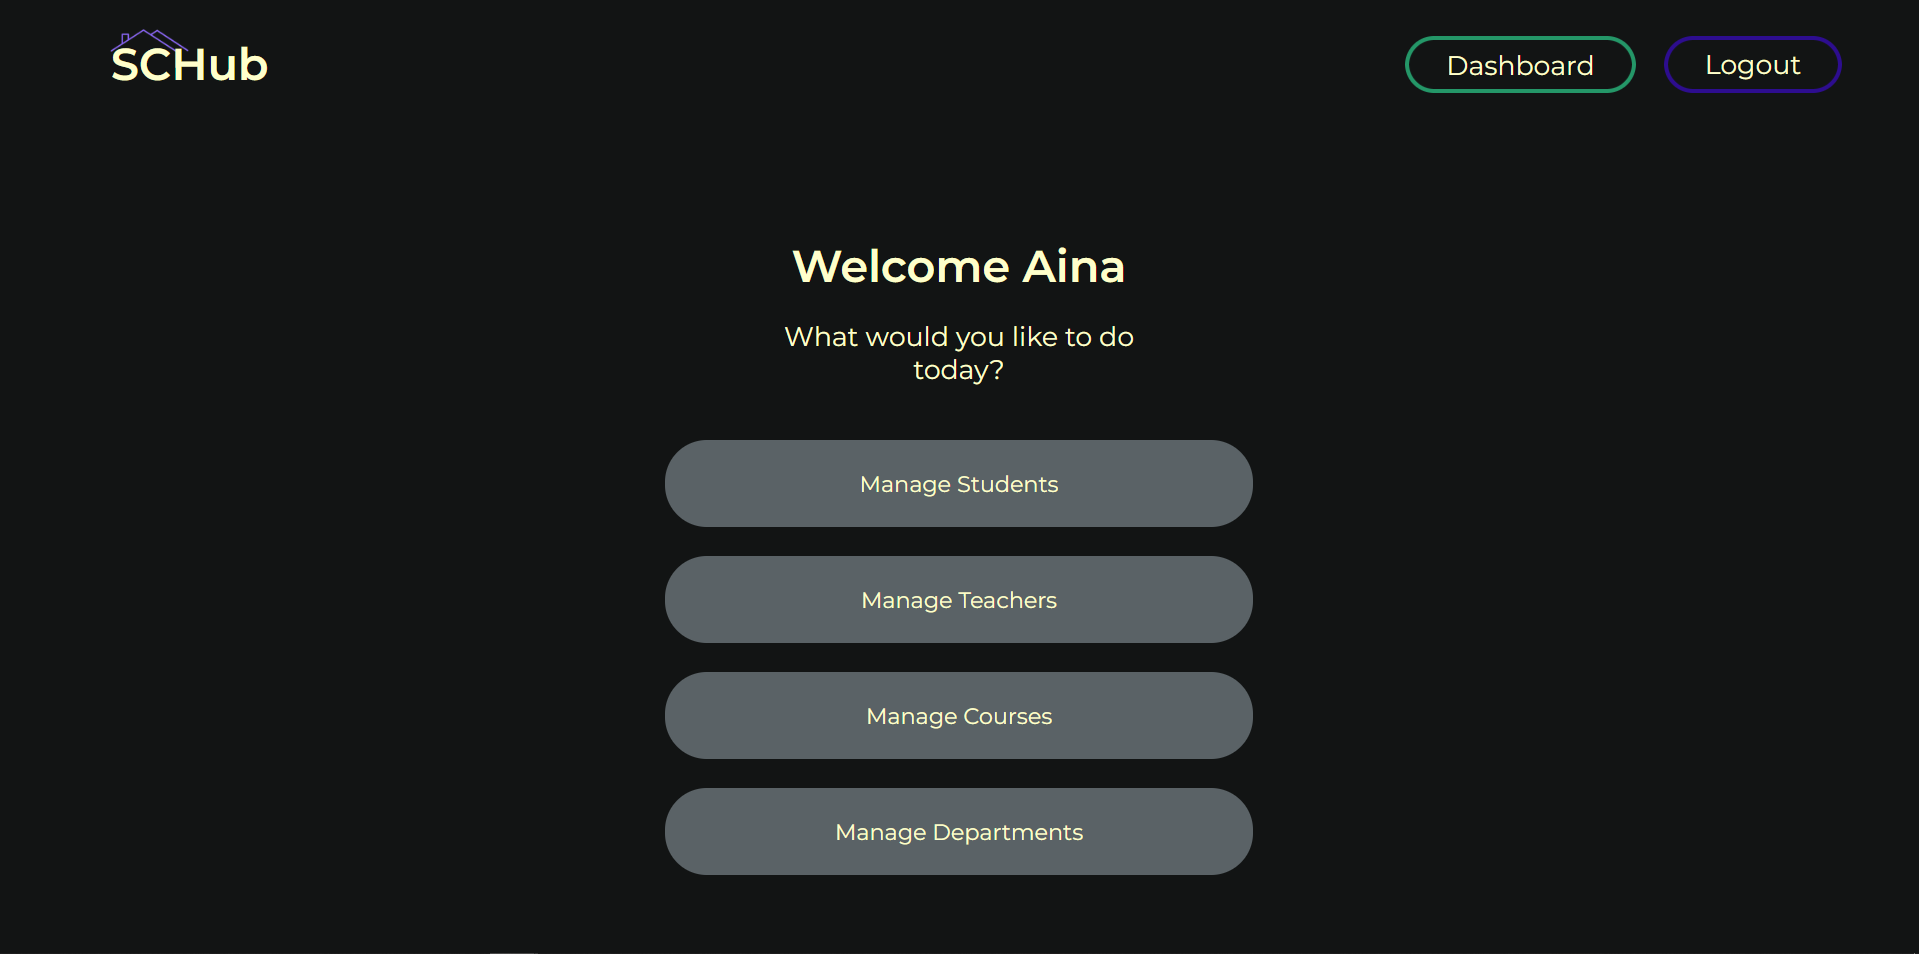 SCHub
Dashboard
Logout
Welcome Aina
What would you like to do
today?
Manage Students
Manage Teachers
Manage Courses
Manage Departments